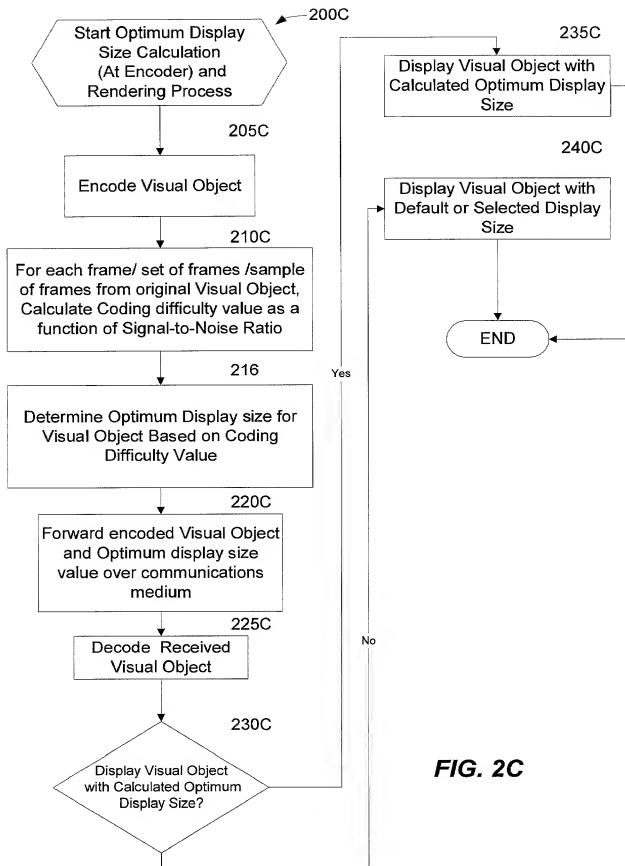 200C
Start Optimum Display
Size Calculation
(At Encoder) and
Rendering Process
205C
Encode Visual Object
210C
For each frame/ set of frames /sample
of frames from original Visual Object,
Calculate Coding difficulty value as a
function of Signal-to-Noise Ratio
216
Determine Optimum Display size for
Visual Object Based on Coding
Difficulty Value
220C
Forward encoded Visual Object
and Optimum display size
value over communications
medium
225C
Decode Received
Visual Object
230C
Display Visual Object
with Calculated Optimum
Display Size?
Yes
No
235C
Display Visual Object with
Calculated Optimum Display
Size
240C
Display Visual Object with
Default or Selected Display
Size
END
FIG. 2C